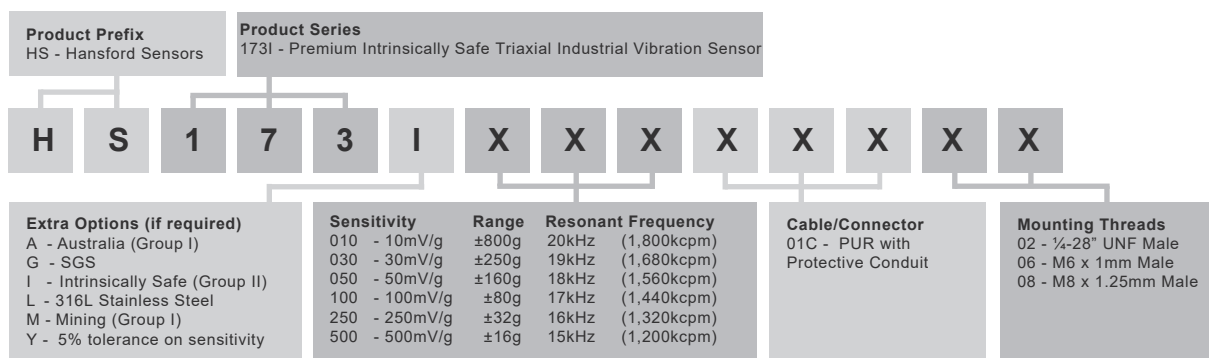 Product Prefix
HS - Hansford Sensors
Product Series
173I - Premium Intrinsically Safe Triaxial Industrial Vibration Sensor
H S 1 7 3 I X X X X X X X X
Extra Options (if required)
A - Australia (Group I)
G - SGS
I - Intrinsically Safe (Group II)
L - 316L Stainless Steel
M - Mining (Group I)
Y - 5% tolerance on sensitivity
Sensitivity Range Resonant Frequency
010 - 10mV/g ±800g 20kHz (1,800kcpm)
030 - 30mV/g ±250g 19kHz (1,680kcpm)
050 - 50mV/g ±160g 18kHz (1,560kcpm)
100 - 100mV/g ±80g 17kHz (1,440kcpm)
250 - 250mV/g ±32g 16kHz (1,320kcpm)
500 - 500mV/g ±16g 15kHz (1,200kcpm)
Cable/Connector
01C - PUR with
Protective Conduit
Mounting Threads
02 - ¼-28” UNF Male
06 - M6 x 1mm Male
08 - M8 x 1.25mm Male